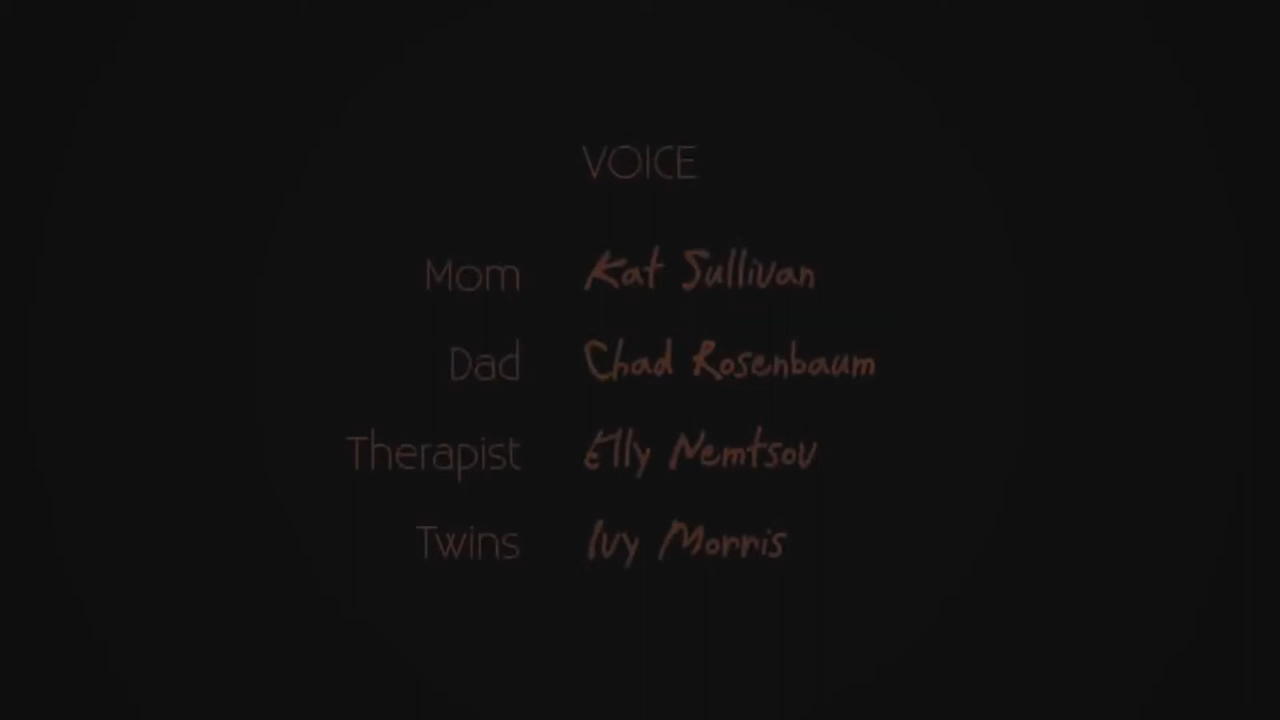 VOICE
Mom Kat Sullivan
Dad Chad Rosenbaum
Therapist Elly Nemtsov
Twins Ivy Morris